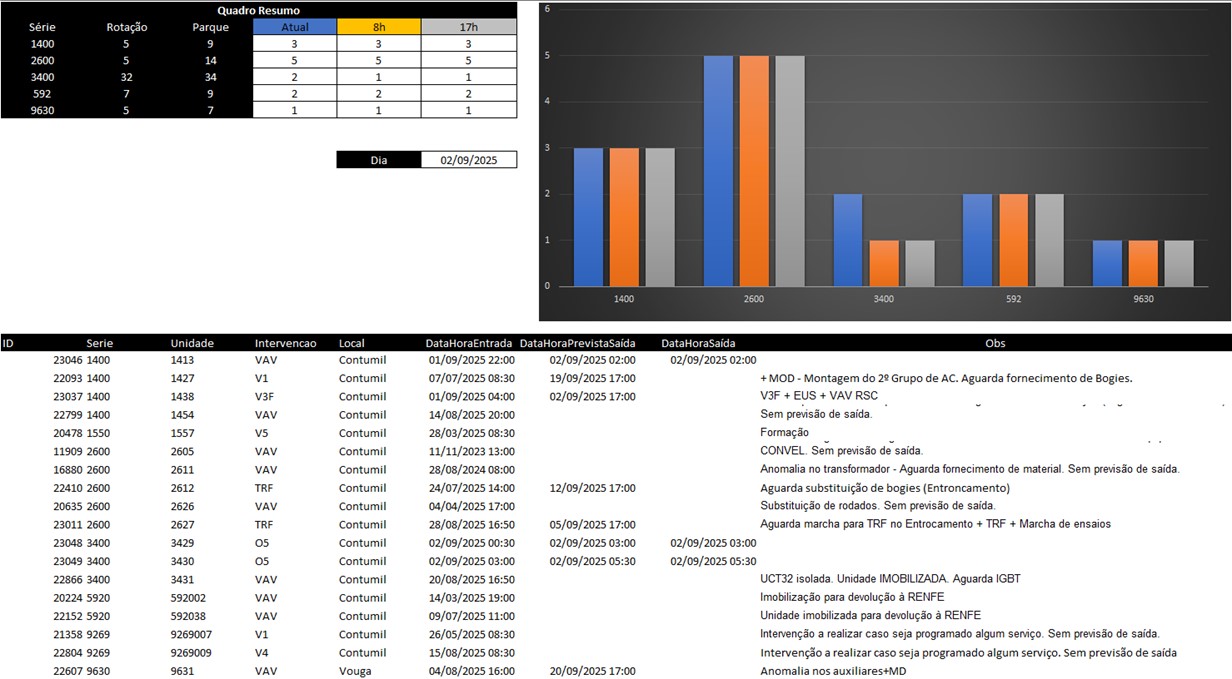 Quadro Resumo
Série Rotação Parque Atual 8h 17h
1400 5 9 3 3 3
2600 5 14 5 5 5
3400 32 34 2 1 1
592 7 9 2 2 2
9630 5 7 1 1 1
Dia 02/09/2025
6
5
4
3
2
1
0
1400 2600 3400 592 9630
ID Serie Unidade Intervencao Local DataHoraEntrada DataHoraPrevistaSaída DataHoraSaída Obs
23046 1400 1413 VAV Contumil 01/09/2025 22:00 02/09/2025 02:00 02/09/2025 02:00
22093 1400 1427 V1 Contumil 07/07/2025 08:30 19/09/2025 17:00 + MOD - Montagem do 2º Grupo de AC. Aguarda fornecimento de Bogies.
23037 1400 1438 V3F Contumil 01/09/2025 04:00 02/09/2025 17:00 V3F + EUS + VAV RSC
22799 1400 1454 VAV Contumil 14/08/2025 20:00 Sem previsão de saída.
20478 1550 1557 V5 Contumil 28/03/2025 08:30 Formação
11909 2600 2605 VAV Contumil 11/11/2023 13:00 CONVEL. Sem previsão de saída.
16880 2600 2611 VAV Contumil 28/08/2024 08:00 Anomalia no transformador - Aguarda fornecimento de material. Sem previsão de saída.
22410 2600 2612 TRF Contumil 24/07/2025 14:00 12/09/2025 17:00 Aguarda substituição de bogies (Entroncamento)
20635 2600 2626 VAV Contumil 04/04/2025 17:00 Substituição de rodados. Sem previsão de saída.
23011 2600 2627 TRF Contumil 28/08/2025 16:50 05/09/2025 17:00 Aguarda marcha para TRF no Entrocamento + TRF + Marcha de ensaios
23048 3400 3429 O5 Contumil 02/09/2025 00:30 02/09/2025 03:00 02/09/2025 03:00
23049 3400 3430 O5 Contumil 02/09/2025 03:00 02/09/2025 05:30 02/09/2025 05:30
22866 3400 3431 VAV Contumil 20/08/2025 16:50 UCT32 isolada. Unidade IMOBILIZADA. Aguarda IGBT
20224 5920 592002 VAV Contumil 14/03/2025 19:00 Imobilização para devolução à RENFE
22152 5920 592038 VAV Contumil 09/07/2025 11:00 Unidade imobilizada para devolução à RENFE
21358 9269 9269007 V1 Contumil 26/05/2025 08:30 Intervenção a realizar caso seja programado algum serviço. Sem previsão de saída.
22804 9269 9269009 V4 Contumil 15/08/2025 08:30 Intervenção a realizar caso seja programado algum serviço. Sem previsão de saída
22607 9630 9631 VAV Vouga 04/08/2025 16:00 20/09/2025 17:00 Anomalia nos auxiliares+MD